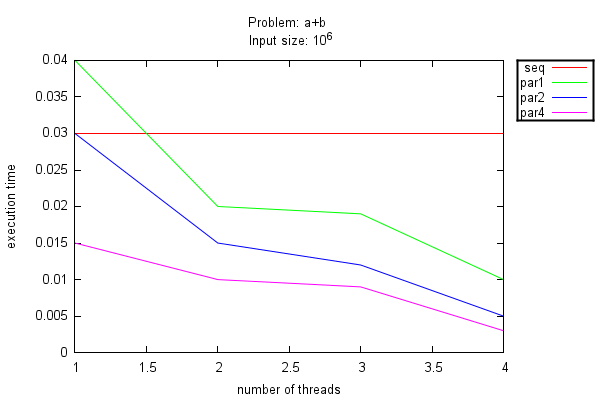 Problem: a+b
Input size: 10^6
seq
par1
par2
par4
execution time
0.04
0.035
0.03
0.025
0.02
0.015
0.01
0.005
0
1 1.5 2 2.5 3 3.5 4
number of threads